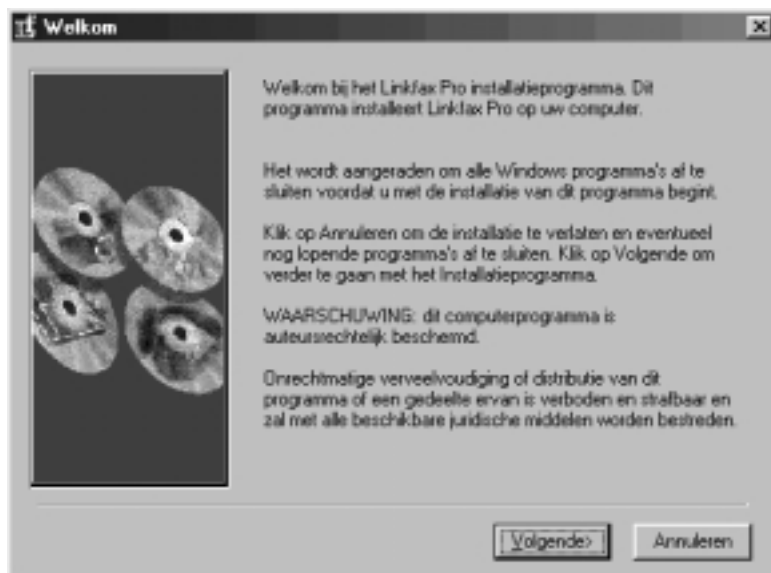 Welkom
Welkom bij het Linkfax Pro installatieprogramma. Dit
programma installeert Linkfax Pro op uw computer.
Het wordt aangeraden om alle Windows programma's af te
sluiten voordat u met de installatie van dit programma begint.
Klik op Annuleren om de installatie te verlaten en eventueel
nog lopende programma's af te sluiten. Klik op Volgende om
verder te gaan met het Installatieprogramma.
WAARSCHUWING: dit computerprogramma is
auteursrechtelijk beschermd.
Onrechtmatige verveelvoudiging of distributie van dit
programma of een gedeelte ervan is verboden en strafbaar en
zal met alle beschikbare juridische middelen worden bestreden.
Volgende>
Annuleren